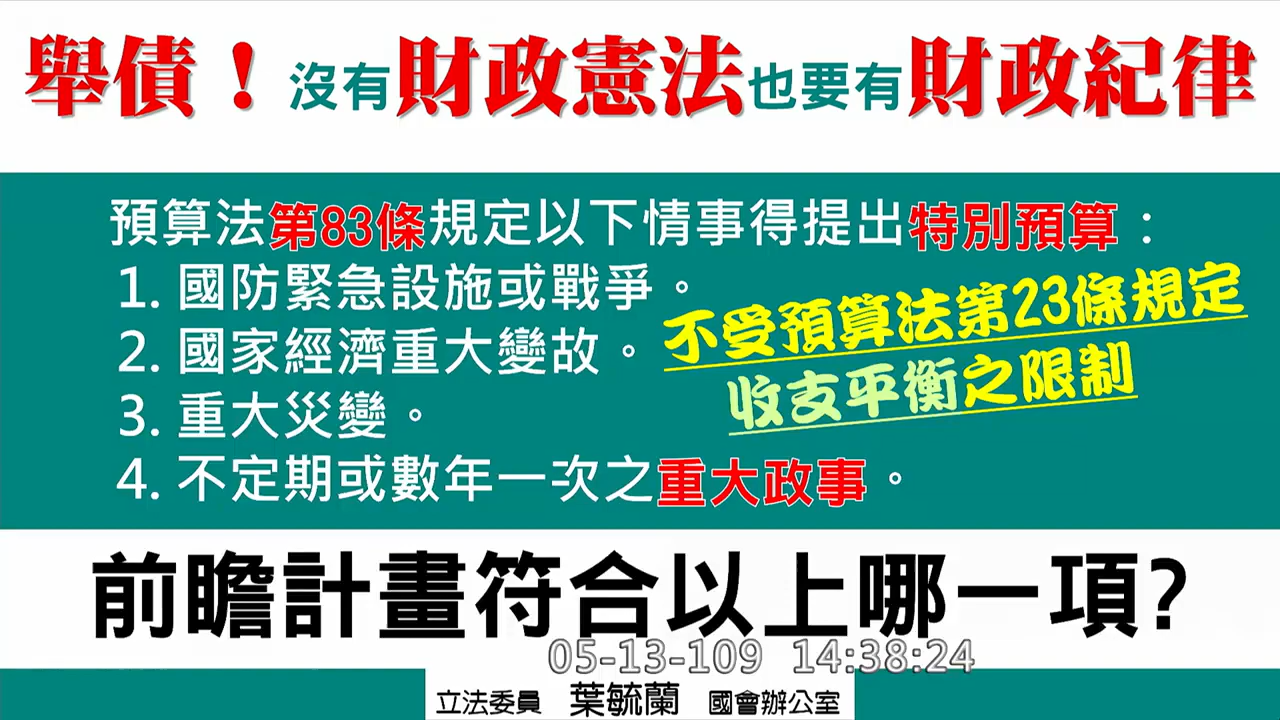 舉債！沒有財政憲法也要有財政紀律
預算法第83條規定以下情事得提出特別預算：
1. 國防緊急設施或戰爭。
2. 國家經濟重大變故。
3. 重大災變。
4. 不定期或數年一次之重大政事。
不受預算法第23條規定
收支平衡之限制
前瞻計畫符合以上哪一項?
05-13-109 14:38:24
立法委員 葉毓蘭 國會辦公室